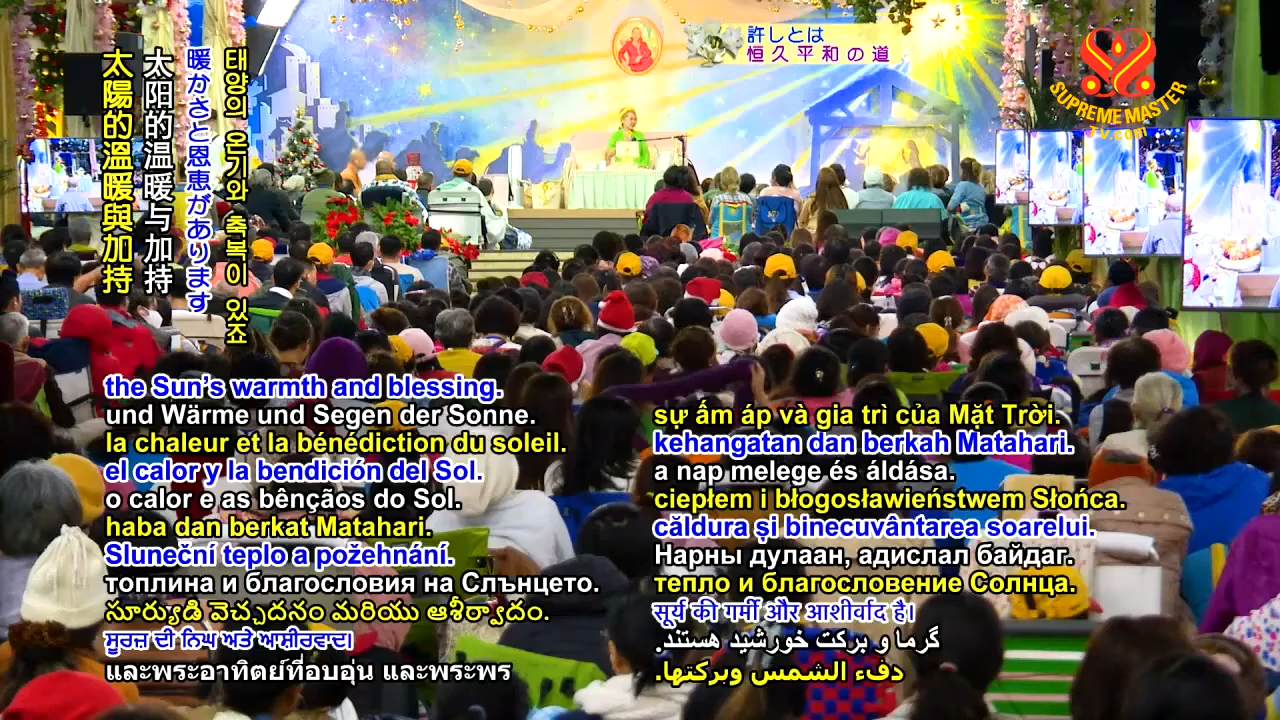 許しとは
恒久平和の道
SUPREME MASTER
TV.com
태양의 온기와 축복이 있죠
暖かさと恩恵があります
太阳的温暖与加持
太陽的溫暖與加持
the Sun's warmth and blessing.
und Wärme und Segen der Sonne.
la chaleur et la bénédiction du soleil.
el calor y la bendición del Sol.
o calor e as bênçãos do Sol.
haba dan berkat Matahari.
Sluneční teplo a požehnání.
топлина и благословия на Слънцето.
సూర్యుడి వెచ్చదనం మరియు ఆశీర్వాదం.
ਸੂਰਜ ਦੀ ਨਿਘ ਅਤੇ ਆਸ਼ੀਰਵਾਦ।
และพระอาทิตย์ที่อบอุ่น และพระพร
sự ấm áp và gia trì của Mặt Trời.
kehangatan dan berkah Matahari.
a nap melege és áldása.
ciepłem i błogosławieństwem Słońca.
căldura și binecuvântarea soarelui.
Нарны дулаан, адислал байдаг.
тепло и благословение Солнца.
सूर्य की गर्मी और आशीर्वाद है।
گرما و برکت خورشید هستند.
دفء الشمس وبركتها.